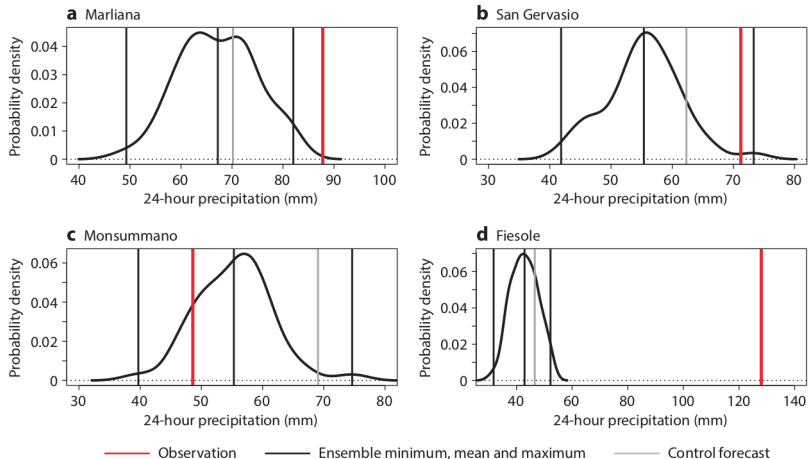 a Marliana
Probability density
0.04
0.03
0.02
0.01
0
40 50 60 70 80 90 100
24-hour precipitation (mm)
b San Gervasio
Probability density
0.06
0.04
0.02
0
30 40 50 60 70 80
24-hour precipitation (mm)
c Monsummano
Probability density
0.06
0.04
0.02
0
30 40 50 60 70 80
24-hour precipitation (mm)
d Fiesole
Probability density
0.06
0.04
0.02
0
40 60 80 100 120 140
24-hour precipitation (mm)
Observation Ensemble minimum, mean and maximum Control forecast